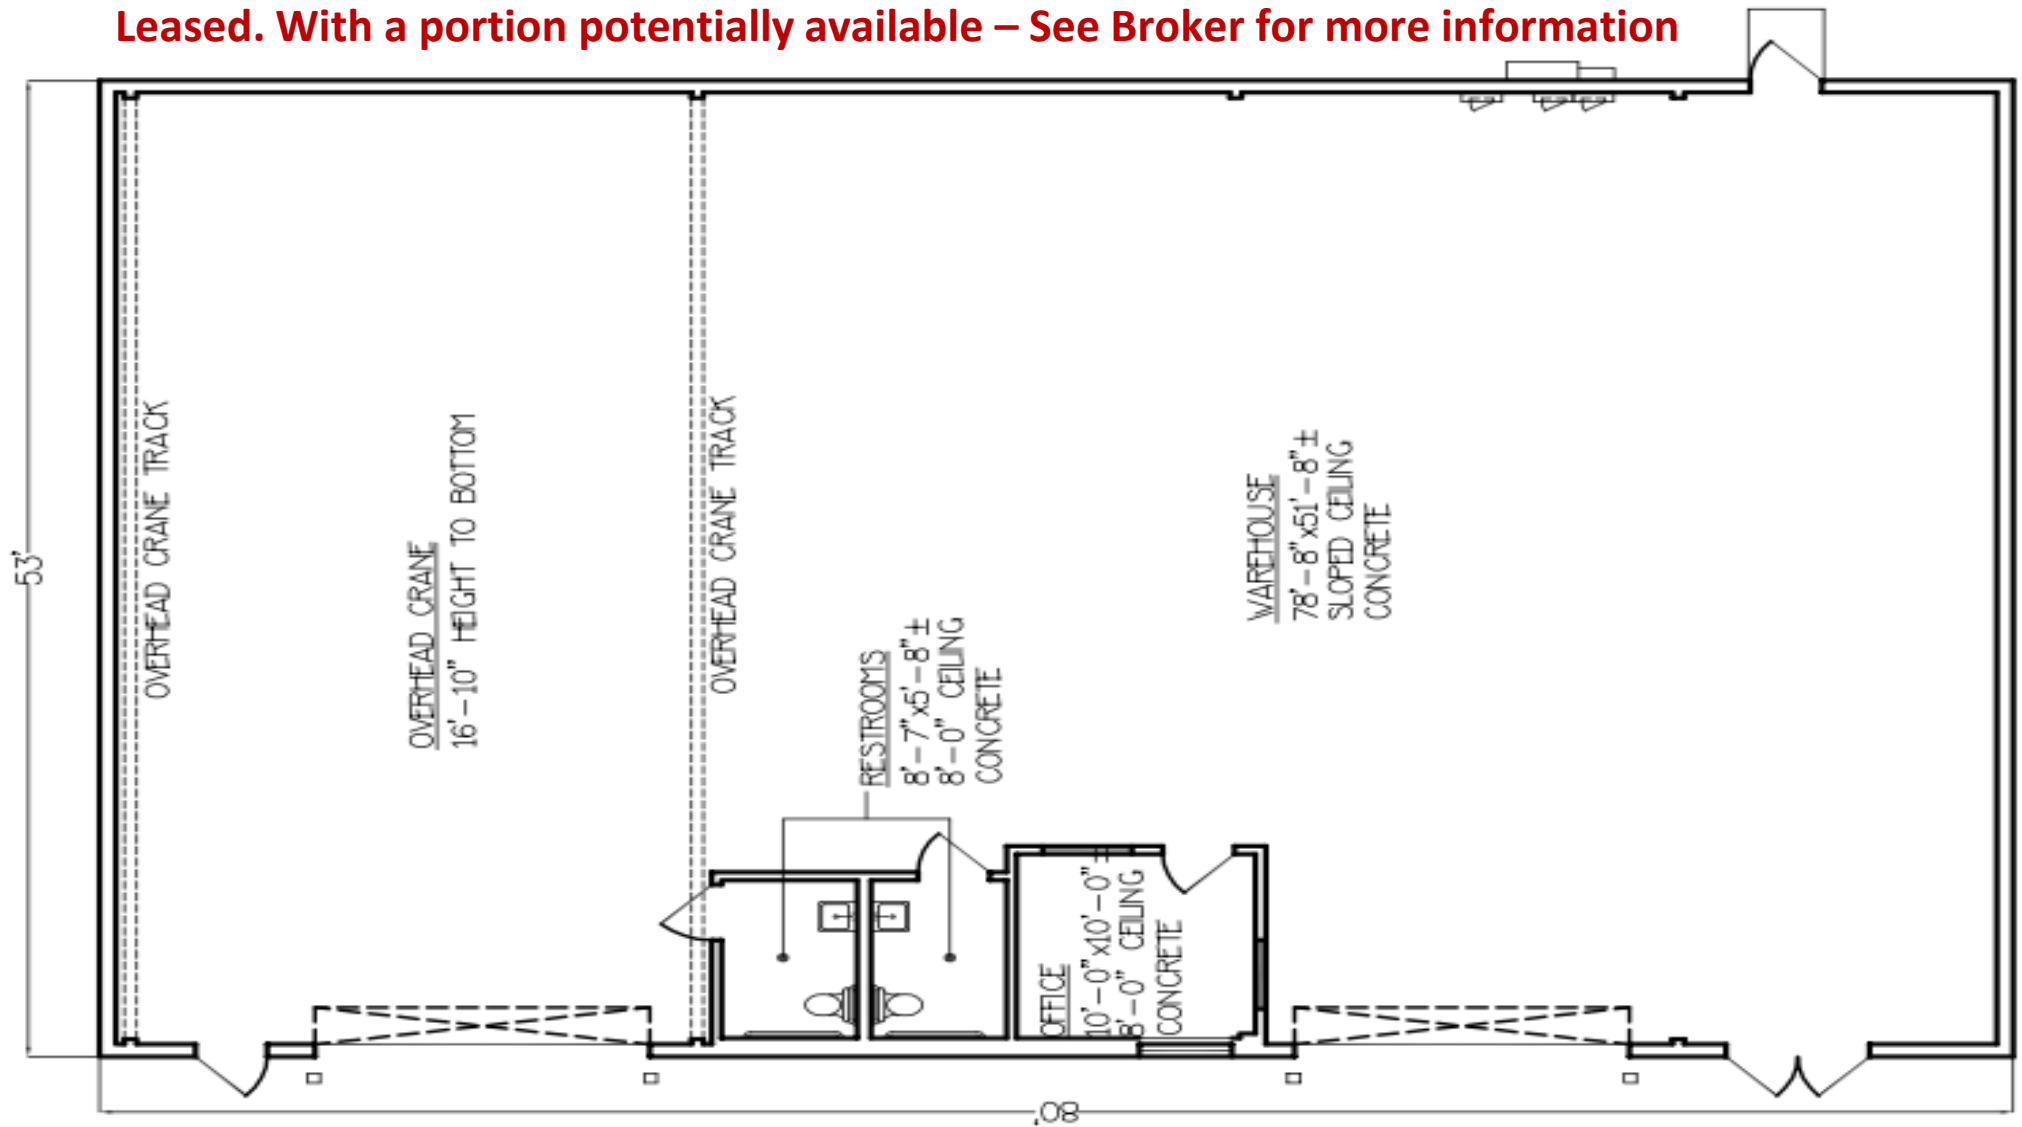 Leased. With a portion potentially available – See Broker for more information
53'
OVERHEAD CRANE TRACK
OVERHEAD CRANE
16'-10" HEIGHT TO BOTTOM
OVERHEAD CRANE TRACK
RESTROOMS
8'-7"x5'-8"±
8'-0" CEILING
CONCRETE
OFFICE
10'-0"x10'-0"±
8'-0" CEILING
CONCRETE
WAREHOUSE
78'-8"x51'-8"±
SLOPED CEILING
CONCRETE
80'